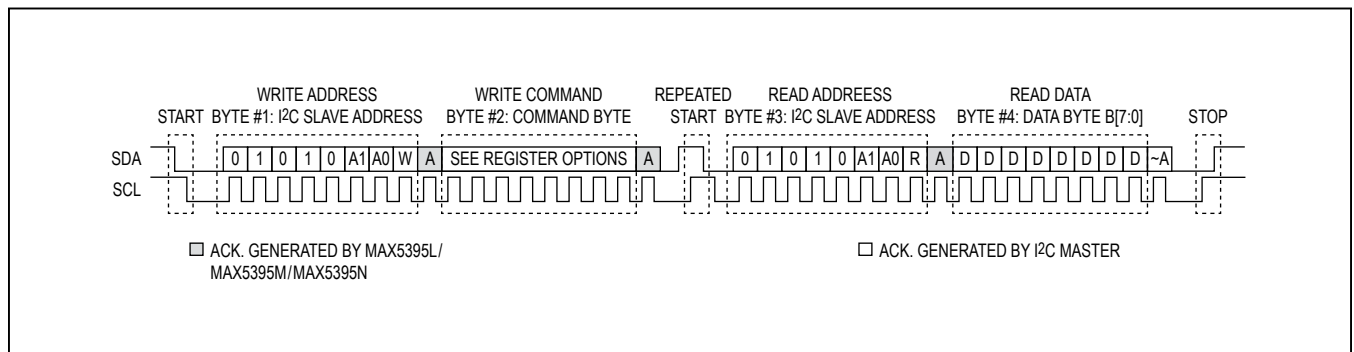 WRITE ADDRESS WRITE COMMAND REPEATED READ ADDREESS READ DATA
START BYTE #1: I²C SLAVE ADDRESS BYTE #2: COMMAND BYTE START BYTE #3: I²C SLAVE ADDRESS BYTE #4: DATA BYTE B[7:0] STOP
SDA 0 1 0 1 0 A1 A0 W A SEE REGISTER OPTIONS A 0 1 0 1 0 A1 A0 R A D D D D D D D D ~A
SCL
ACK. GENERATED BY MAX5395L/ ACK. GENERATED BY I²C MASTER
MAX5395M/MAX5395N